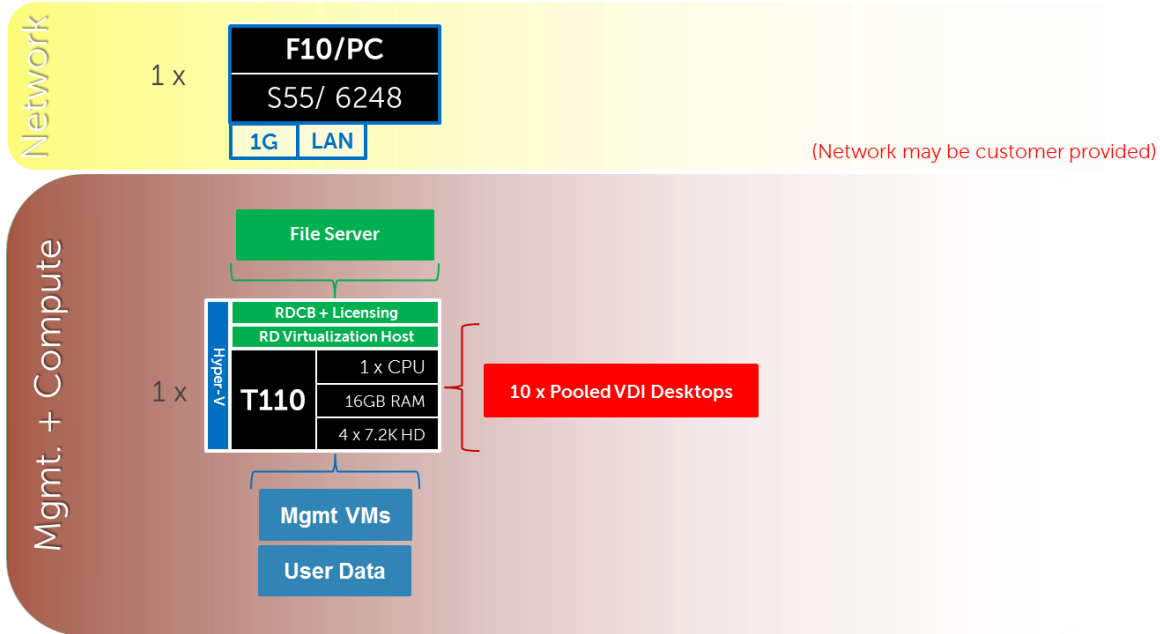 Network
1 x
F10/PC
S55/ 6248
1G LAN
(Network may be customer provided)
Mgmt. + Compute
File Server
1 x
Hyper-V
RDCB + Licensing
RD Virtualization Host
T110
1 x CPU
16GB RAM
4 x 7.2K HD
10 x Pooled VDI Desktops
Mgmt VMs
User Data